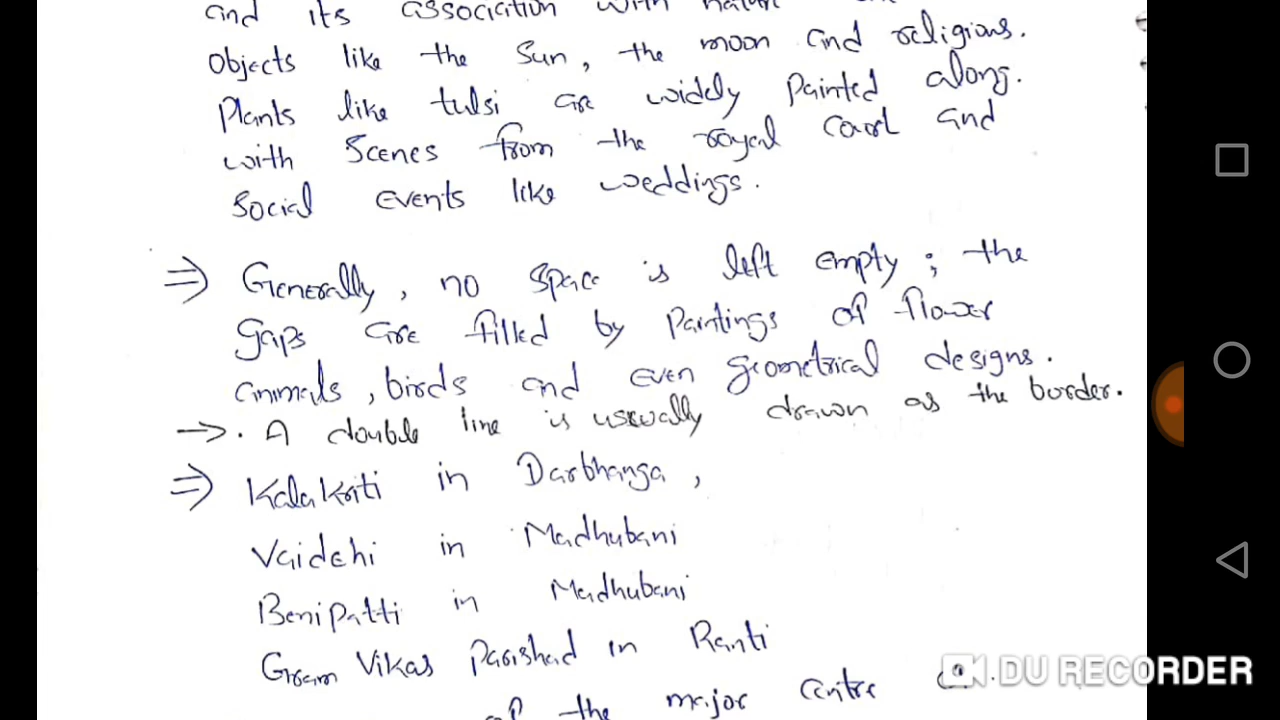 and its association with
objects like the Sun, the moon and religious.
Plants like tulsi are widely Painted along.
with Scenes from the royal court and
Social events like weddings.
⇒ Generally, no space is left empty; the
gaps are filled by Paintings of flower
animals, birds and even geometrical designs.
→. A double line is usually drawn as the border.
⇒ KalaKriti in Darbhanga,
Vaidehi in Madhubani
BeniPatti in Madhubani
Gram Vikas Parishad in Ranti
of the major centre
DU RECORDER